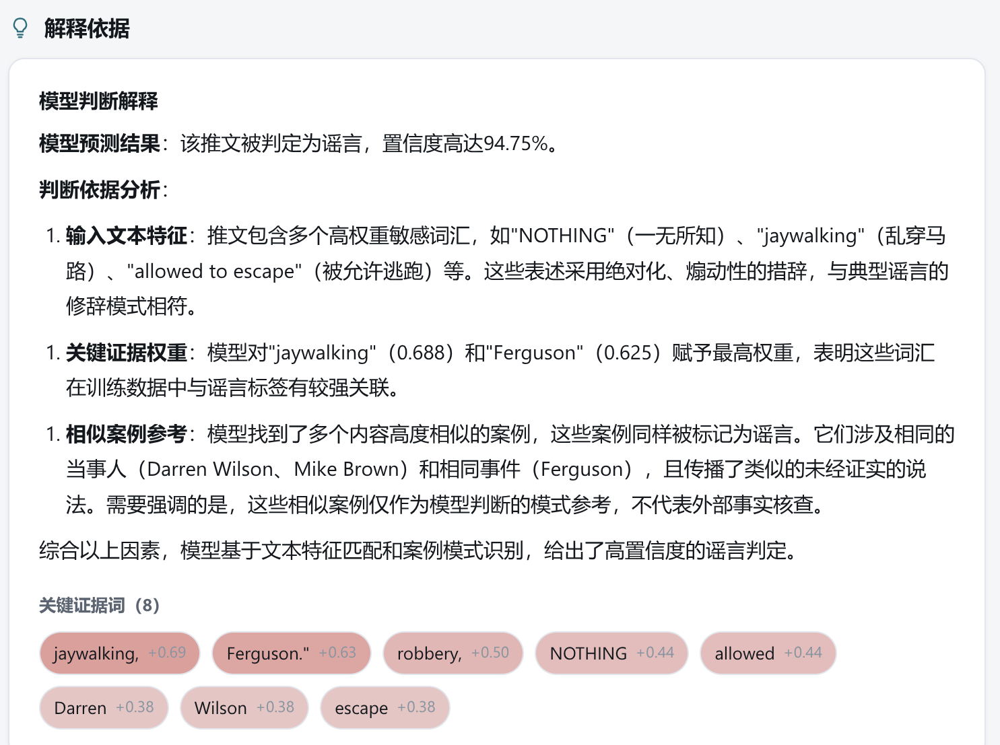 解释依据
模型判断解释
模型预测结果：该推文被判定为谣言，置信度高达94.75%。
判断依据分析：
1. 输入文本特征：推文包含多个高权重敏感词汇，如"NOTHING"（一无所知）、"jaywalking"（乱穿马
路）、"allowed to escape"（被允许逃跑）等。这些表述采用绝对化、煽动性的措辞，与典型谣言的
修辞模式相符。
1. 关键证据权重：模型对"jaywalking"（0.688）和"Ferguson"（0.625）赋予最高权重，表明这些词汇
在训练数据中与谣言标签有较强关联。
1. 相似案例参考：模型找到了多个内容高度相似的案例，这些案例同样被标记为谣言。它们涉及相同的
当事人（Darren Wilson、Mike Brown）和相同事件（Ferguson），且传播了类似的未经证实的说
法。需要强调的是，这些相似案例仅作为模型判断的模式参考，不代表外部事实核查。
综合以上因素，模型基于文本特征匹配和案例模式识别，给出了高置信度的谣言判定。
关键证据词（8）
jaywalking, +0.69 Ferguson." +0.63 robbery, +0.50 NOTHING +0.44 allowed +0.44
Darren +0.38 Wilson +0.38 escape +0.38